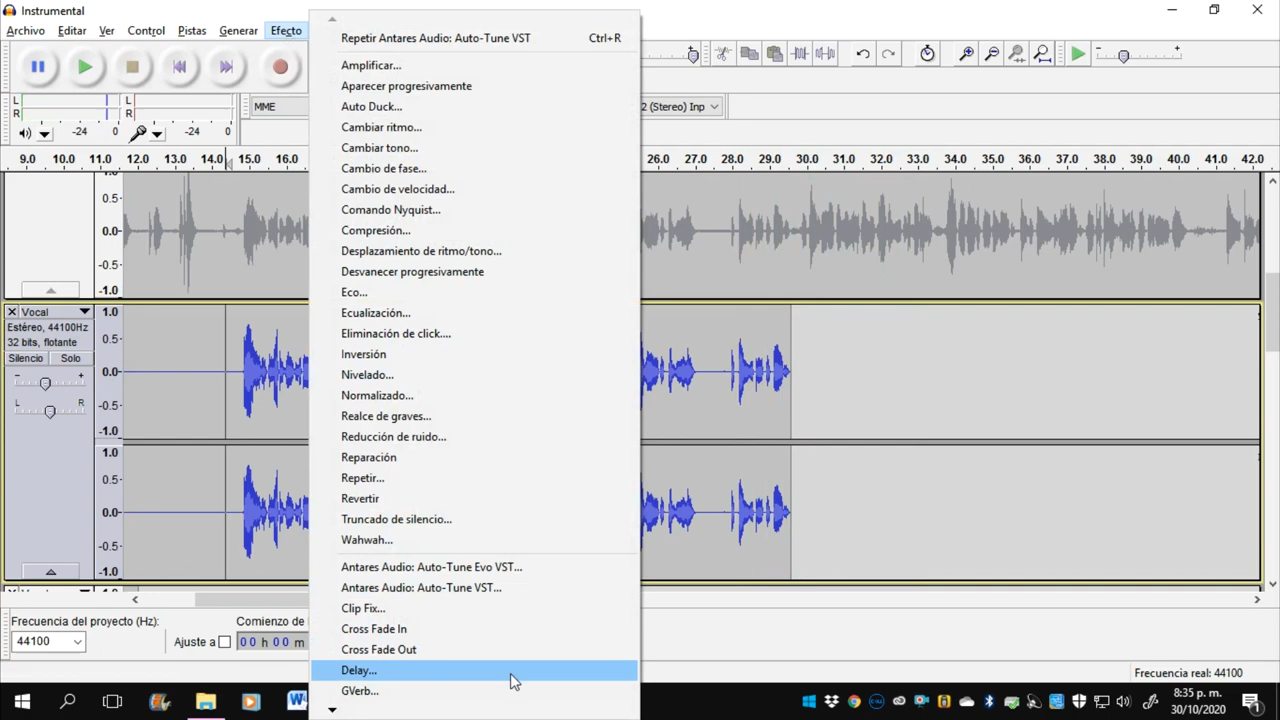 Instrumental
Archivo Editar Ver Control Pistas Generar Efecto
Repetir Antares Audio: Auto-Tune VST Ctrl+R
Amplificar...
Aparecer progresivamente
Auto Duck...
Cambiar ritmo...
Cambiar tono...
Cambio de fase...
Cambio de velocidad...
Comando Nyquist...
Compresión...
Desplazamiento de ritmo/tono...
Desvanecer progresivamente
Eco...
Ecualización...
Eliminación de click....
Inversión
Nivelado...
Normalizado...
Realce de graves...
Reducción de ruido...
Reparación
Repetir...
Revertir
Truncado de silencio...
Wahwah...
Antares Audio: Auto-Tune Evo VST...
Antares Audio: Auto-Tune VST...
Clip Fix...
Cross Fade In
Cross Fade Out
Delay...
GVerb...
L
R
-24 0
L
R
-24 0
MME
2 (Stereo) Inp
9.0 10.0 11.0 12.0 13.0 14.0 15.0 16.0 26.0 27.0 28.0 29.0 30.0 31.0 32.0 33.0 34.0 35.0 36.0 37.0 38.0 39.0 40.0 41.0 42.0
0.5
0.0
-0.5
-1.0
Vocal
Estéreo, 44100Hz
32 bits, flotante
Silencio Solo
- +
L R
1.0
0.5
0.0
-0.5
-1.0
1.0
0.5
0.0
-0.5
-1.0
Frecuencia del proyecto (Hz):
44100
Ajuste a
Comienzo de
00 h 00 m
Frecuencia real: 44100
8:35 p. m.
30/10/2020